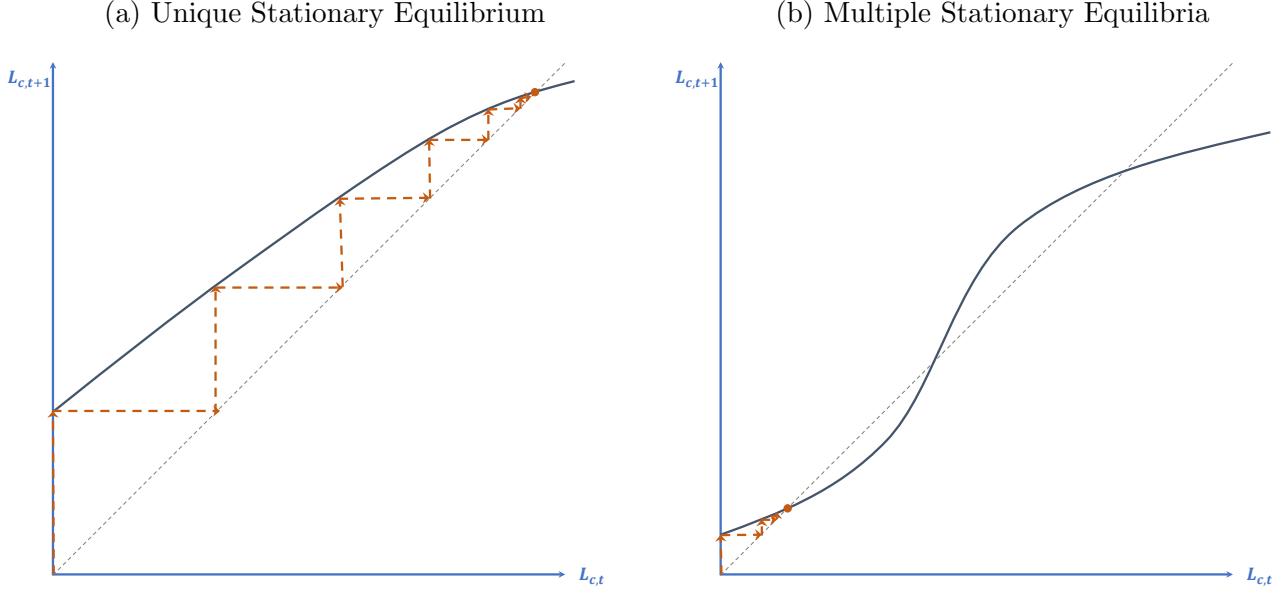 (a) Unique Stationary Equilibrium
(b) Multiple Stationary Equilibria
L_{c,t+1}
L_{c,t+1}
L_{c,t}
L_{c,t}